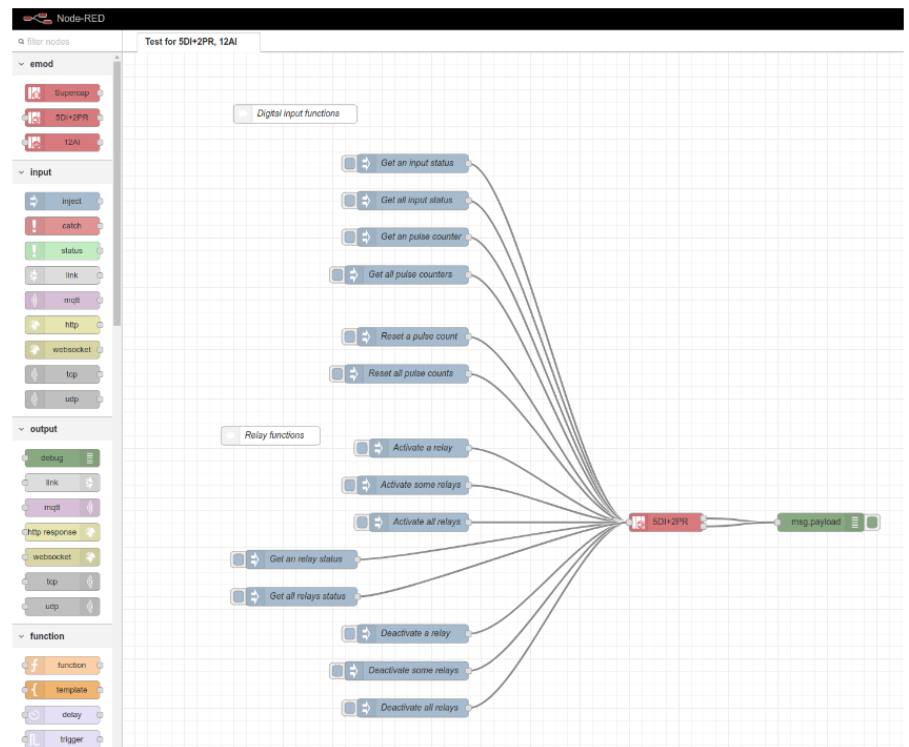 Node-RED
filter nodes
Test for 5DI+2PR, 12AI
emod
Supercap
5DI+2PR
12AI
input
inject
catch
status
link
mqtt
http
websocket
tcp
udp
output
debug
link
mqtt
http response
websocket
tcp
udp
function
function
template
delay
trigger
Digital input functions
Get an input status
Get all input status
Get an pulse counter
Get all pulse counters
Reset a pulse count
Reset all pulse counts
Relay functions
Activate a relay
Activate some relays
Activate all relays
Get an relay status
Get all relays status
Deactivate a relay
Deactivate some relays
Deactivate all relays
5DI+2PR
msg.payload